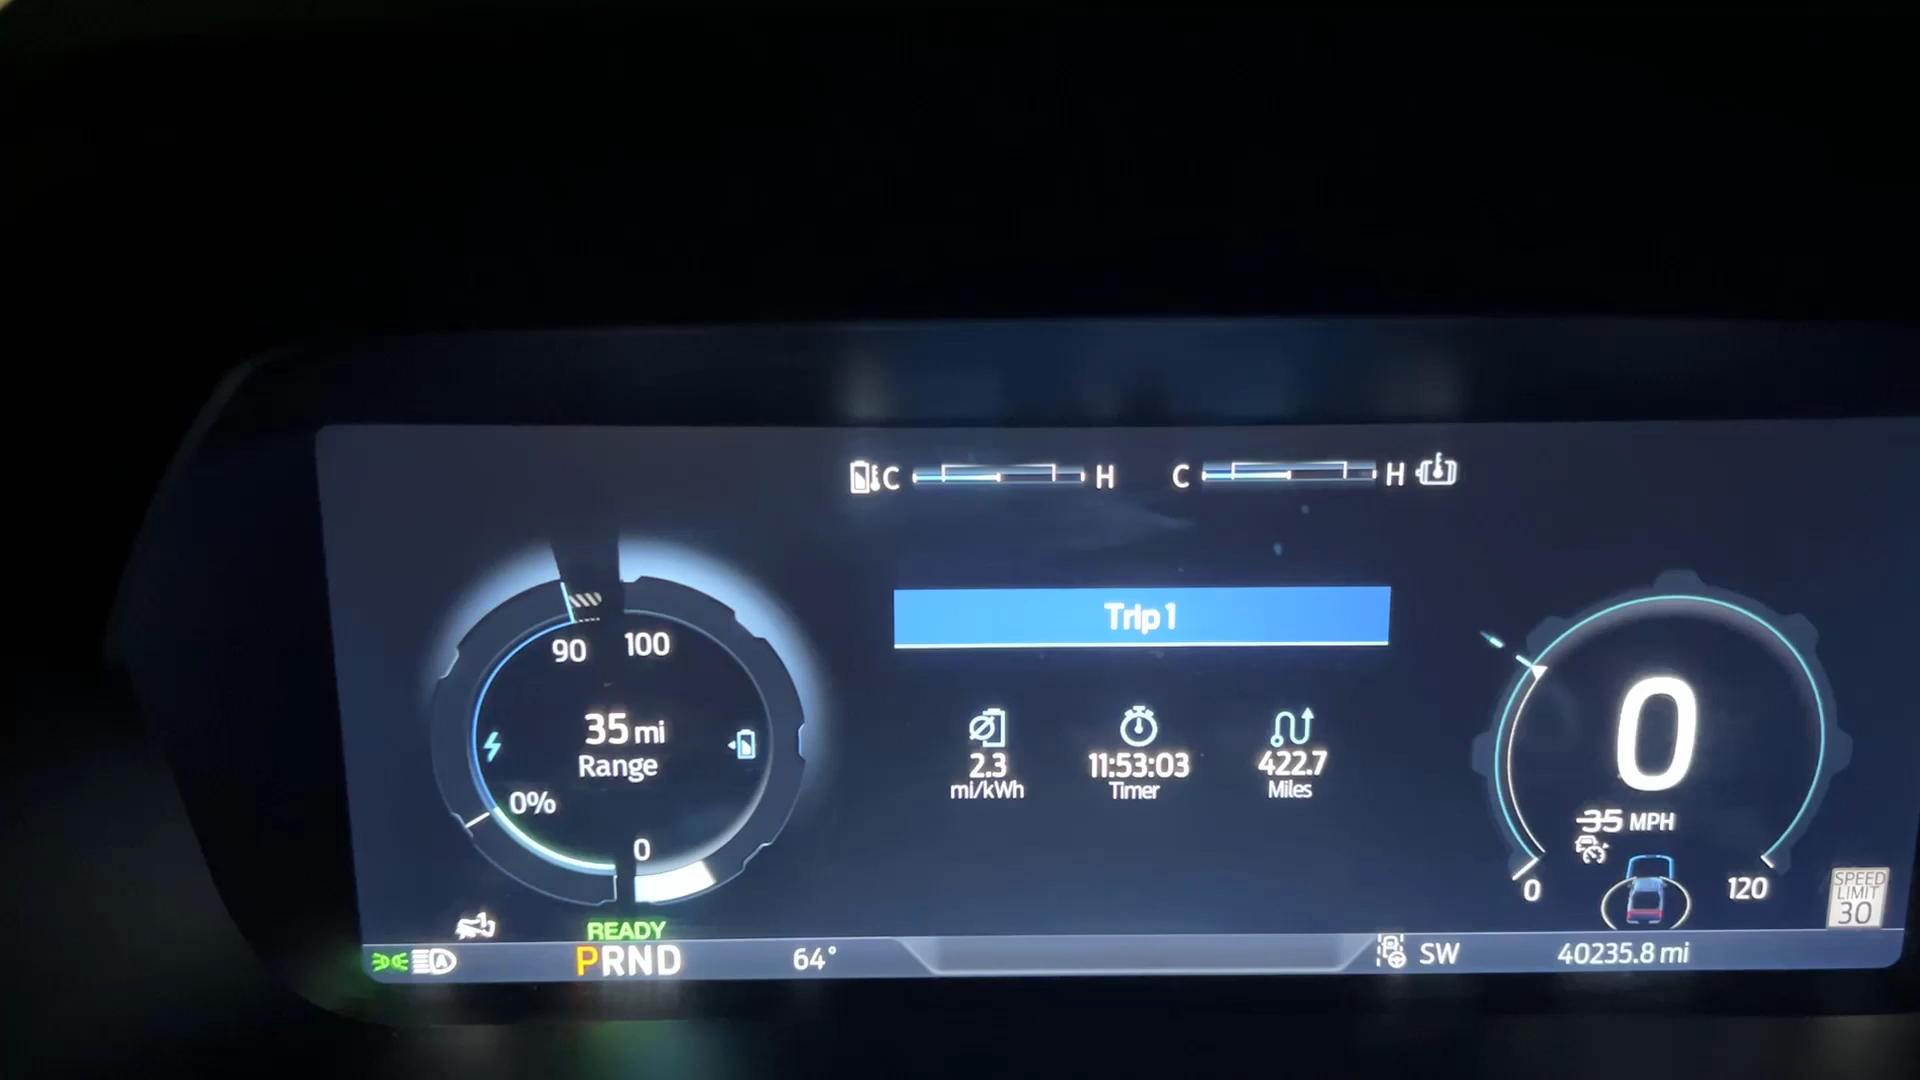 C H C H
90 100
35 mi
Range
0%
0
Trip 1
2.3
mi/kWh
11:53:03
Timer
422.7
Miles
0
35 MPH
0 120
SPEED
LIMIT
30
READY
PRND
A
64°
SW
40235.8 mi